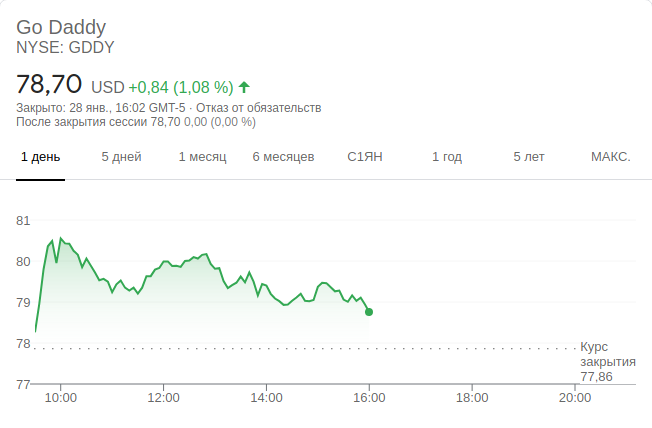 Go Daddy
NYSE: GDDY
78,70 USD +0,84 (1,08 %)
Закрыто: 28 янв., 16:02 GMT-5 · Отказ от обязательств
После закрытия сессии 78,70 0,00 (0,00 %)
1 день 5 дней 1 месяц 6 месяцев С1ЯН 1 год 5 лет МАКС.
81
80
79
78
Курс
закрытия
77,86
77
10:00 12:00 14:00 16:00 18:00 20:00